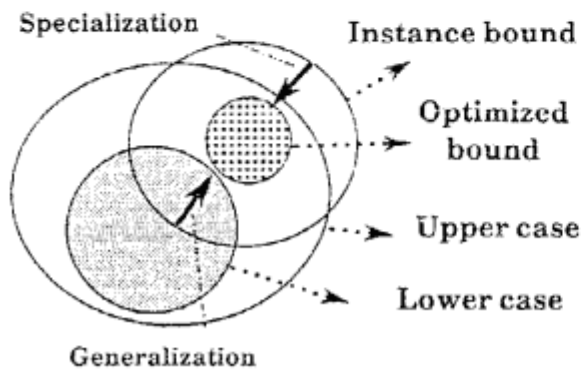 Specialization
Instance bound
Optimized
bound
Upper case
Lower case
Generalization